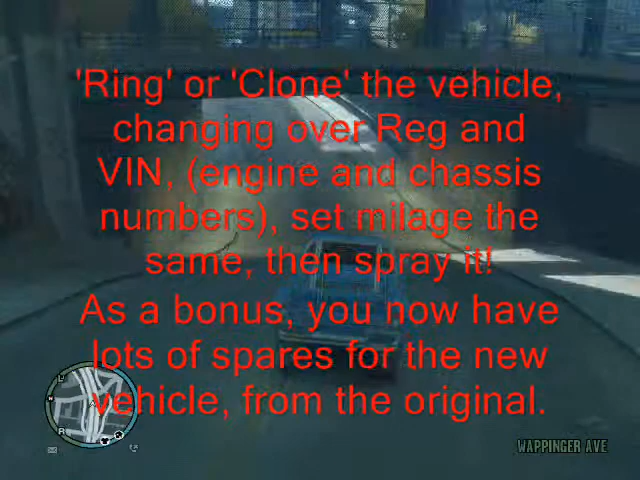 'Ring' or 'Clone' the vehicle,
changing over Reg and
VIN, (engine and chassis
numbers), set milage the
same, then spray it!
As a bonus, you now have
lots of spares for the new
vehicle, from the original.
WAPPINGER AVE